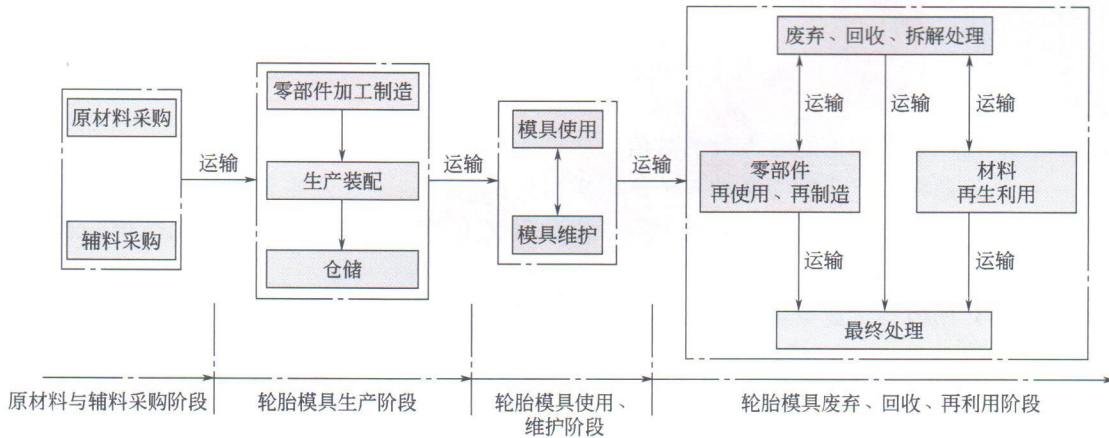 原材料采购
辅料采购
运输
零部件加工制造
生产装配
仓储
运输
模具使用
模具维护
运输
废弃、回收、拆解处理
运输
运输
运输
零部件
再使用、再制造
材料
再生利用
运输
运输
最终处理
原材料与辅料采购阶段
轮胎模具生产阶段
轮胎模具使用、
维护阶段
轮胎模具废弃、回收、再利用阶段